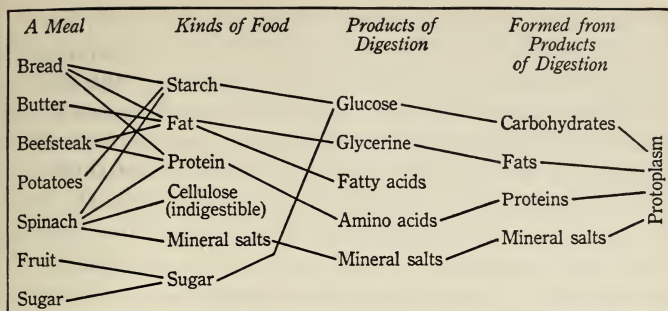 A Meal
Kinds of Food
Products of
Digestion
Formed from
Products
of Digestion
Bread
Butter
Beefsteak
Potatoes
Spinach
Fruit
Sugar
Starch
Fat
Protein
Cellulose
(indigestible)
Mineral salts
Sugar
Glucose
Glycerine
Fatty acids
Amino acids
Mineral salts
Carbohydrates
Fats
Proteins
Mineral salts
Protoplasm